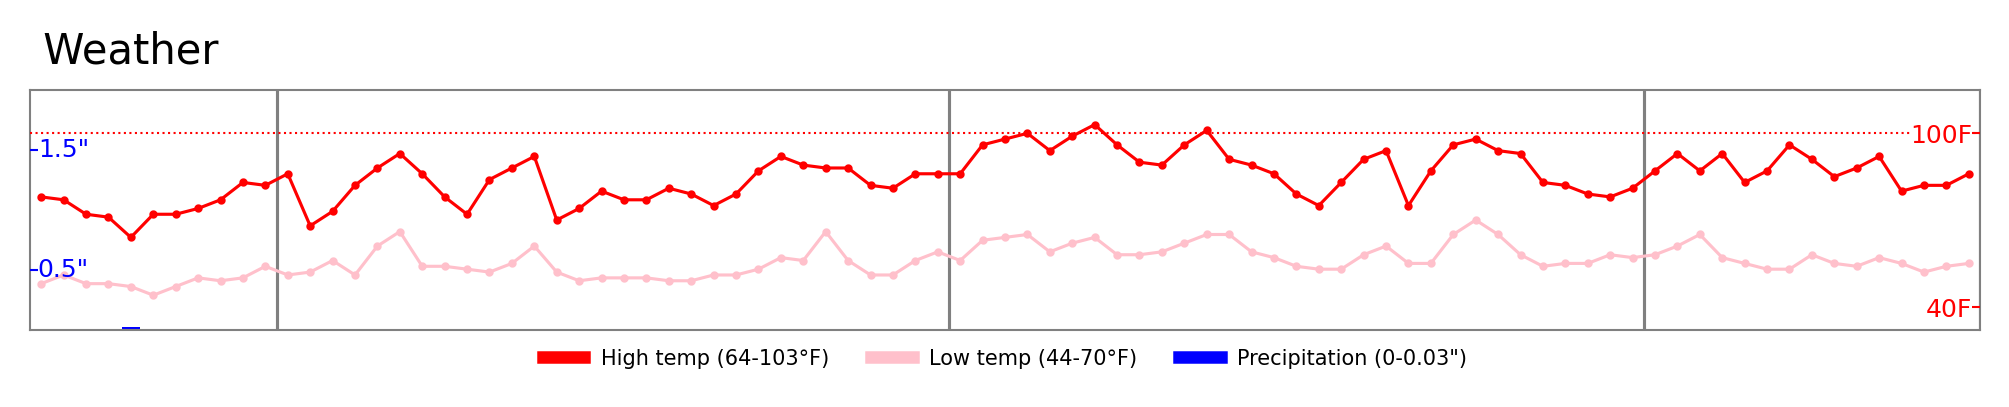 Weather
1.5"
100F
0.5"
40F
High temp (64-103°F) Low temp (44-70°F) Precipitation (0-0.03")